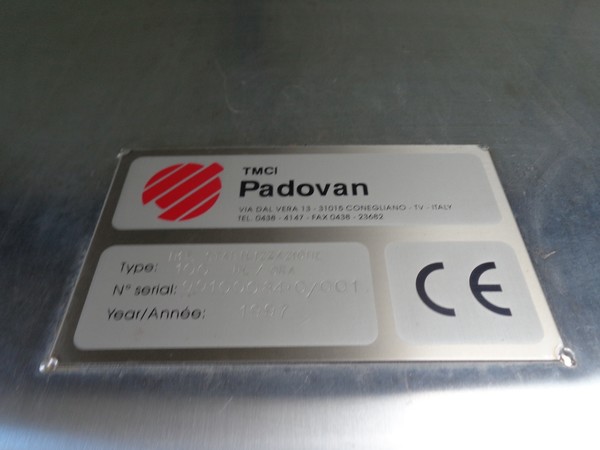 TMCI
Padovan
VIA DAL VERA 13 - 31015 CONEGLIANO - TV - ITALY
TEL. 0438 - 4147 - FAX 0438 - 23682
Type:
N° serial:
Year/Année: 1997
CE